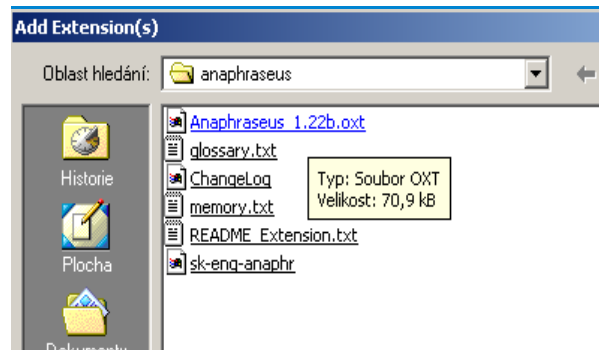 Add Extension(s)
Oblast hledání:
anaphraseus
Historie
Plocha
Dokumenty
Anaphraseus_1.22b.oxt
glossary.txt
ChangeLog
memory.txt
README_Extension.txt
sk-eng-anaphr
Typ: Soubor OXT
Velikost: 70,9 kB